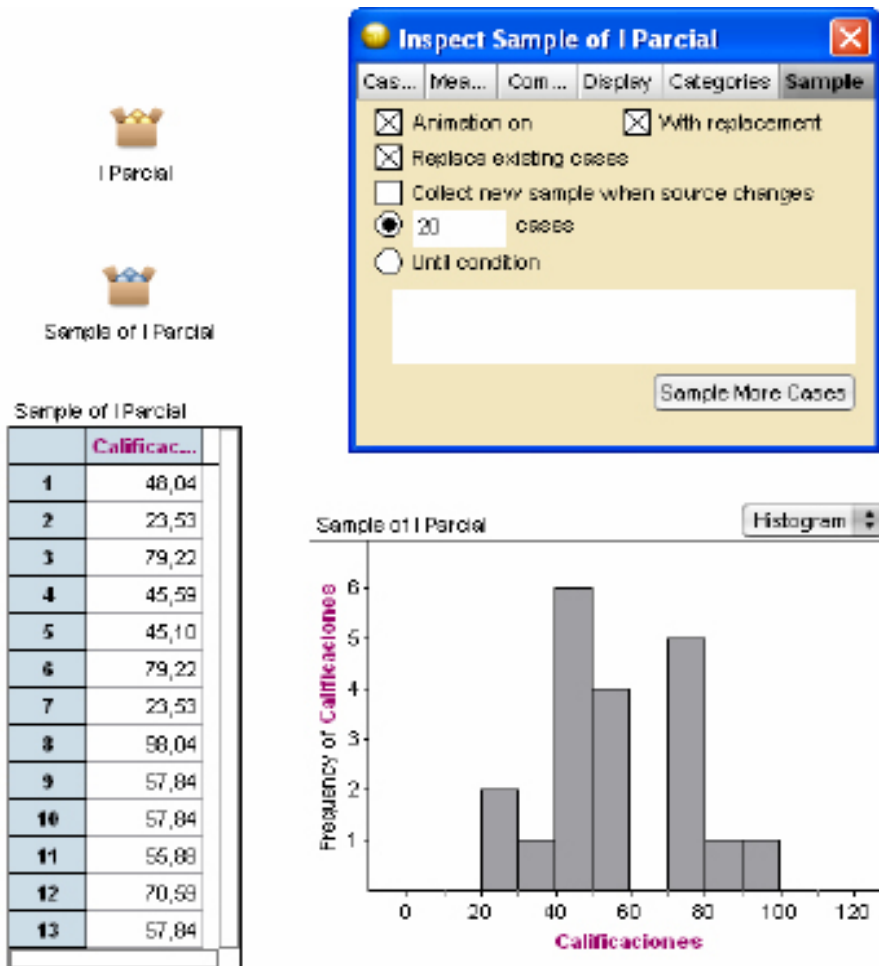 Inspect Sample of I Parcial
Cas... Mea... Com... Display Categories Sample
Animation on With replacement
Replace existing cases
Collect new sample when source changes
20 cases
Until condition
Sample More Cases
I Parcial
Sample of I Parcial
Sample of I Parcial
Calificac...
1 48,04
2 23,53
3 79,22
4 45,59
5 45,10
6 79,22
7 23,53
8 98,04
9 57,84
10 57,84
11 55,88
12 70,59
13 57,84
Sample of I Parcial Histogram
Frequency of Calificaciones
6
5
4
3
2
1
0 20 40 60 80 100 120
Calificaciones